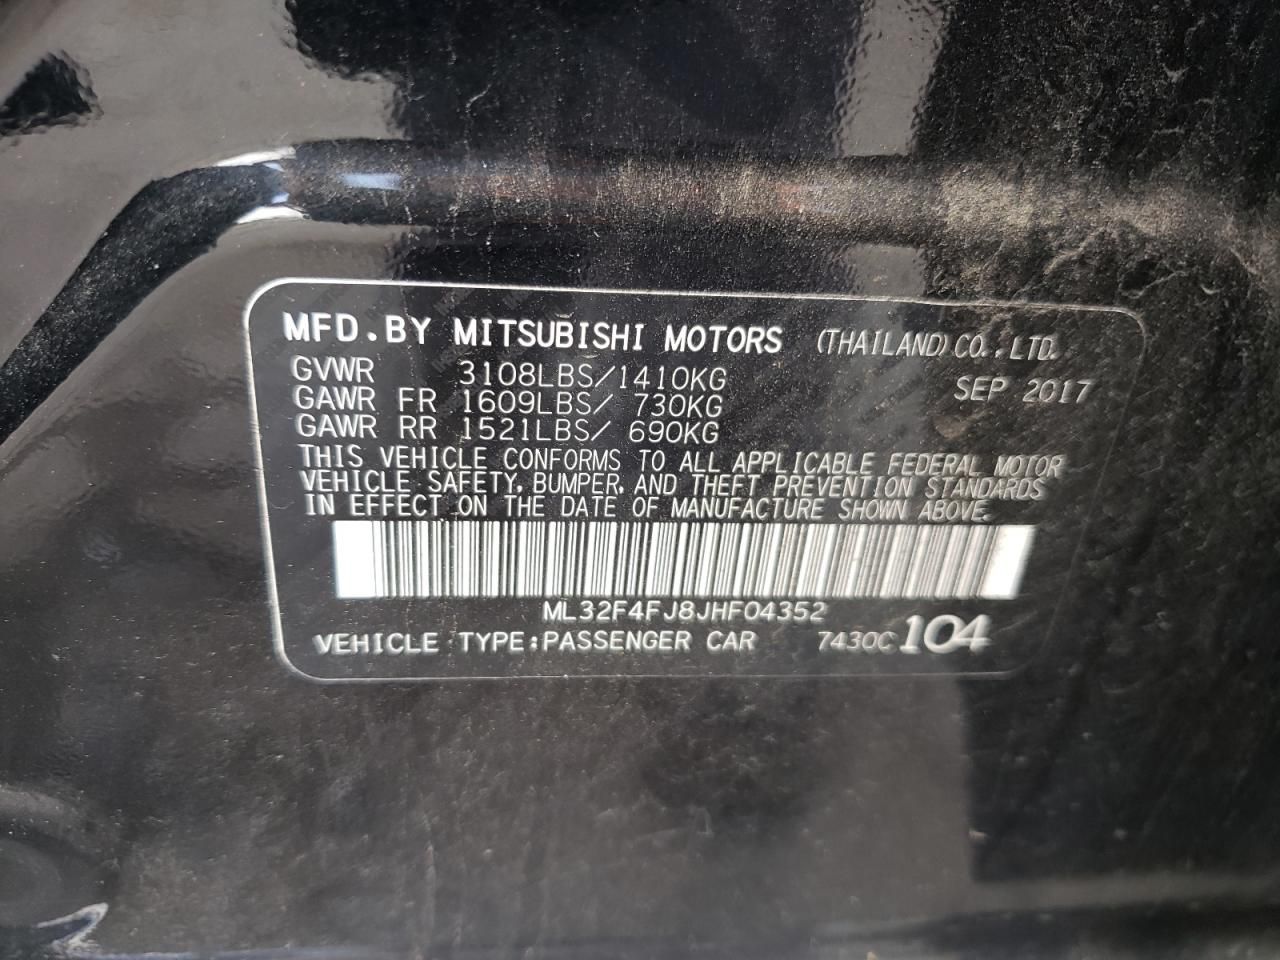 MFD.BY MITSUBISHI MOTORS (THAILAND) CO.,LTD.
GVWR 3108LBS/1410KG SEP 2017
GAWR FR 1609LBS/ 730KG
GAWR RR 1521LBS/ 690KG
THIS VEHICLE CONFORMS TO ALL APPLICABLE FEDERAL MOTOR
VEHICLE SAFETY, BUMPER, AND THEFT PREVENTION STANDARDS
IN EFFECT ON THE DATE OF MANUFACTURE SHOWN ABOVE.
ML32F4FJ8JHF04352
VEHICLE TYPE:PASSENGER CAR 7430C 104